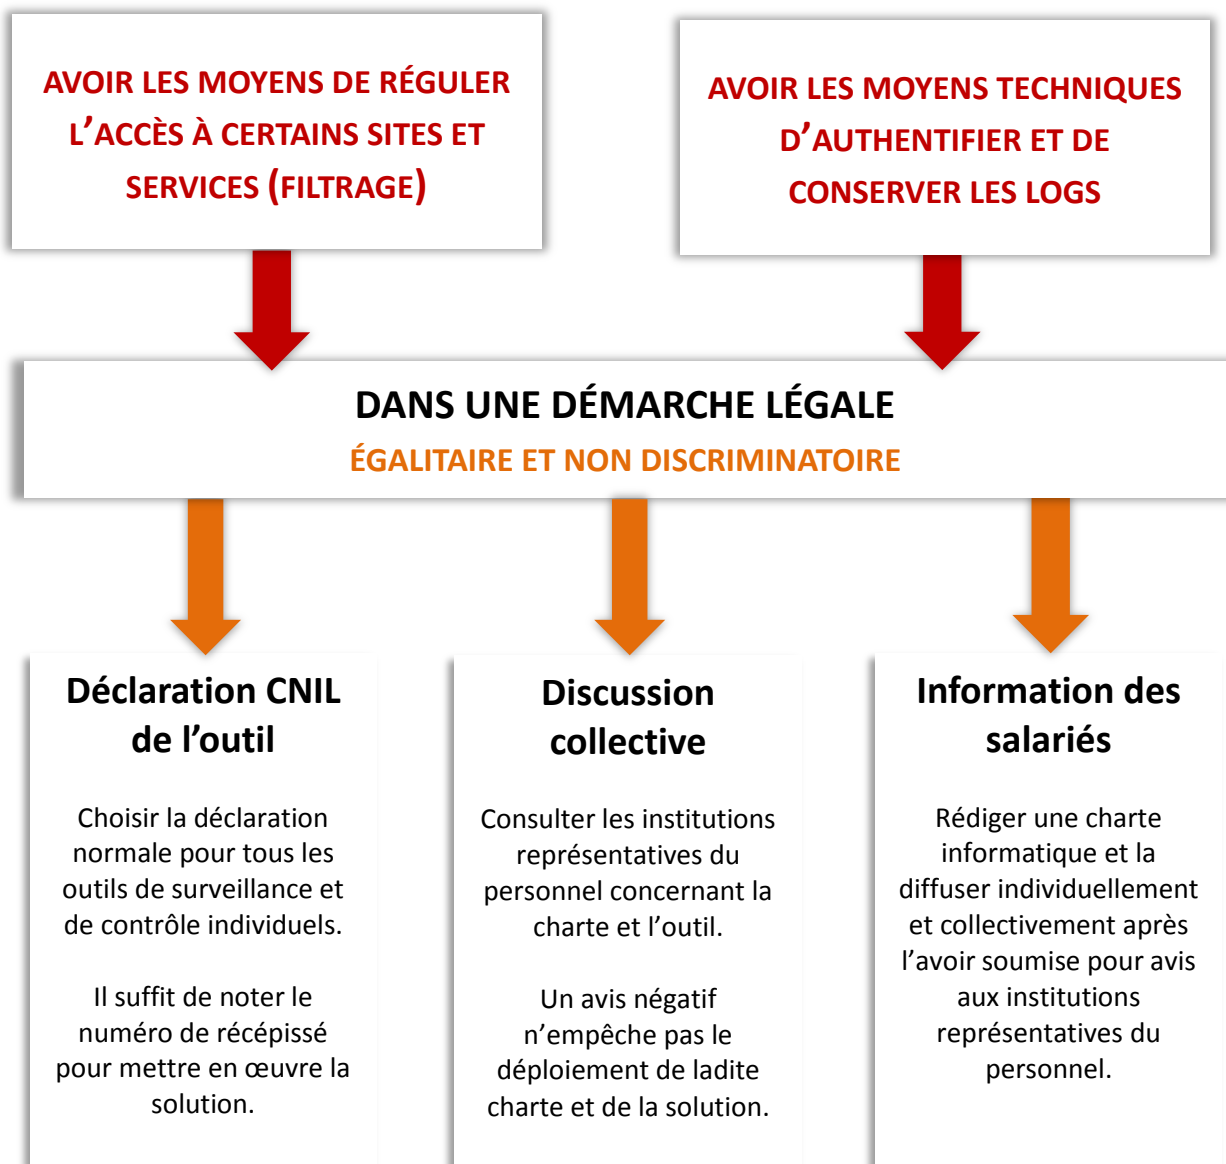 AVOIR LES MOYENS DE RÉGULER
L’ACCÈS À CERTAINS SITES ET
SERVICES (FILTRAGE)
AVOIR LES MOYENS TECHNIQUES
D’AUTHENTIFIER ET DE
CONSERVER LES LOGS
DANS UNE DÉMARCHE LÉGALE
ÉGALITAIRE ET NON DISCRIMINATOIRE
Déclaration CNIL
de l’outil
Choisir la déclaration
normale pour tous les
outils de surveillance et
de contrôle individuels.
Il suffit de noter le
numéro de récépissé
pour mettre en œuvre la
solution.
Discussion
collective
Consulter les institutions
représentatives du
personnel concernant la
charte et l’outil.
Un avis négatif
n’empêche pas le
déploiement de ladite
charte et de la solution.
Information des
salariés
Rédiger une charte
informatique et la
diffuser individuellement
et collectivement après
l’avoir soumise pour avis
aux institutions
représentatives du
personnel.